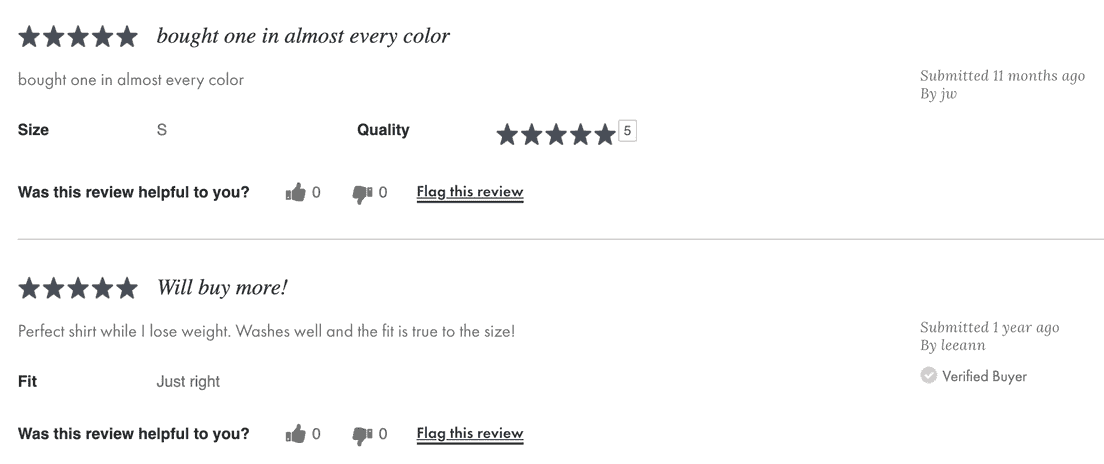 bought one in almost every color
bought one in almost every color
Submitted 11 months ago
By jw
Size S Quality 5
Was this review helpful to you? 0 0 Flag this review
Will buy more!
Perfect shirt while I lose weight. Washes well and the fit is true to the size!
Submitted 1 year ago
By leeann
Verified Buyer
Fit Just right
Was this review helpful to you? 0 0 Flag this review